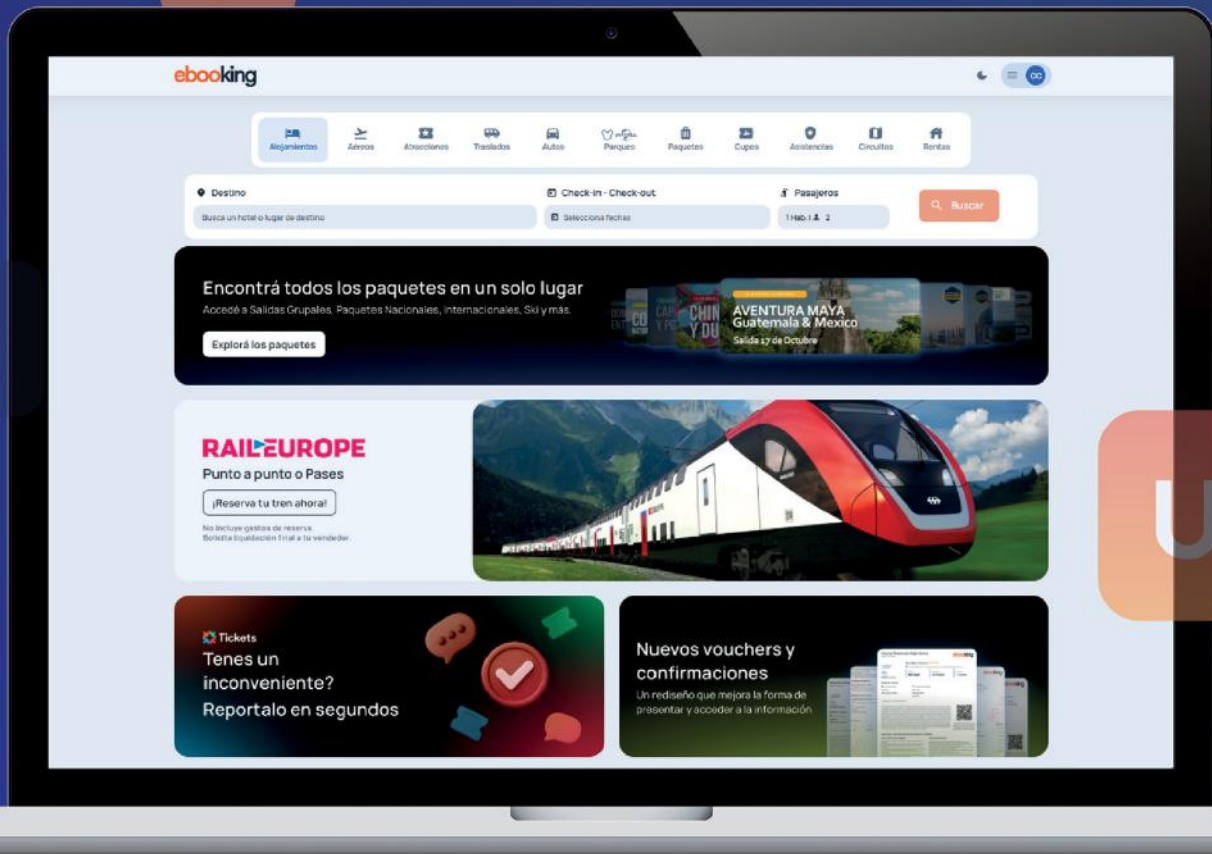 ebooking
CC
Alojamientos
Aéreos
Atracciones
Traslados
Autos
Parques
Paquetes
Cupos
Asistencias
Circuitos
Rentas
Destino
Check-in - Check-out
Pasajeros
Busca un hotel o lugar de destino
Selecciona fechas
1 Hab. | 2
Buscar
Encontrá todos los paquetes en un solo lugar
Accedé a Salidas Grupales, Paquetes Nacionales, Internacionales, Ski y más.
Explorá los paquetes
CO
CHIN
Y DU
AVENTURA MAYA
Guatemala & Mexico
Salida 17 de Octubre
RAILEUROPE
Punto a punto o Pases
¡Reserva tu tren ahora!
No incluye gastos de reserva.
Solicita liquidación final a tu vendedor.
Tickets
Tenes un
inconveniente?
Reportalo en segundos
Nuevos vouchers y
confirmaciones
Un rediseño que mejora la forma de
presentar y acceder a la información
ebooking
U